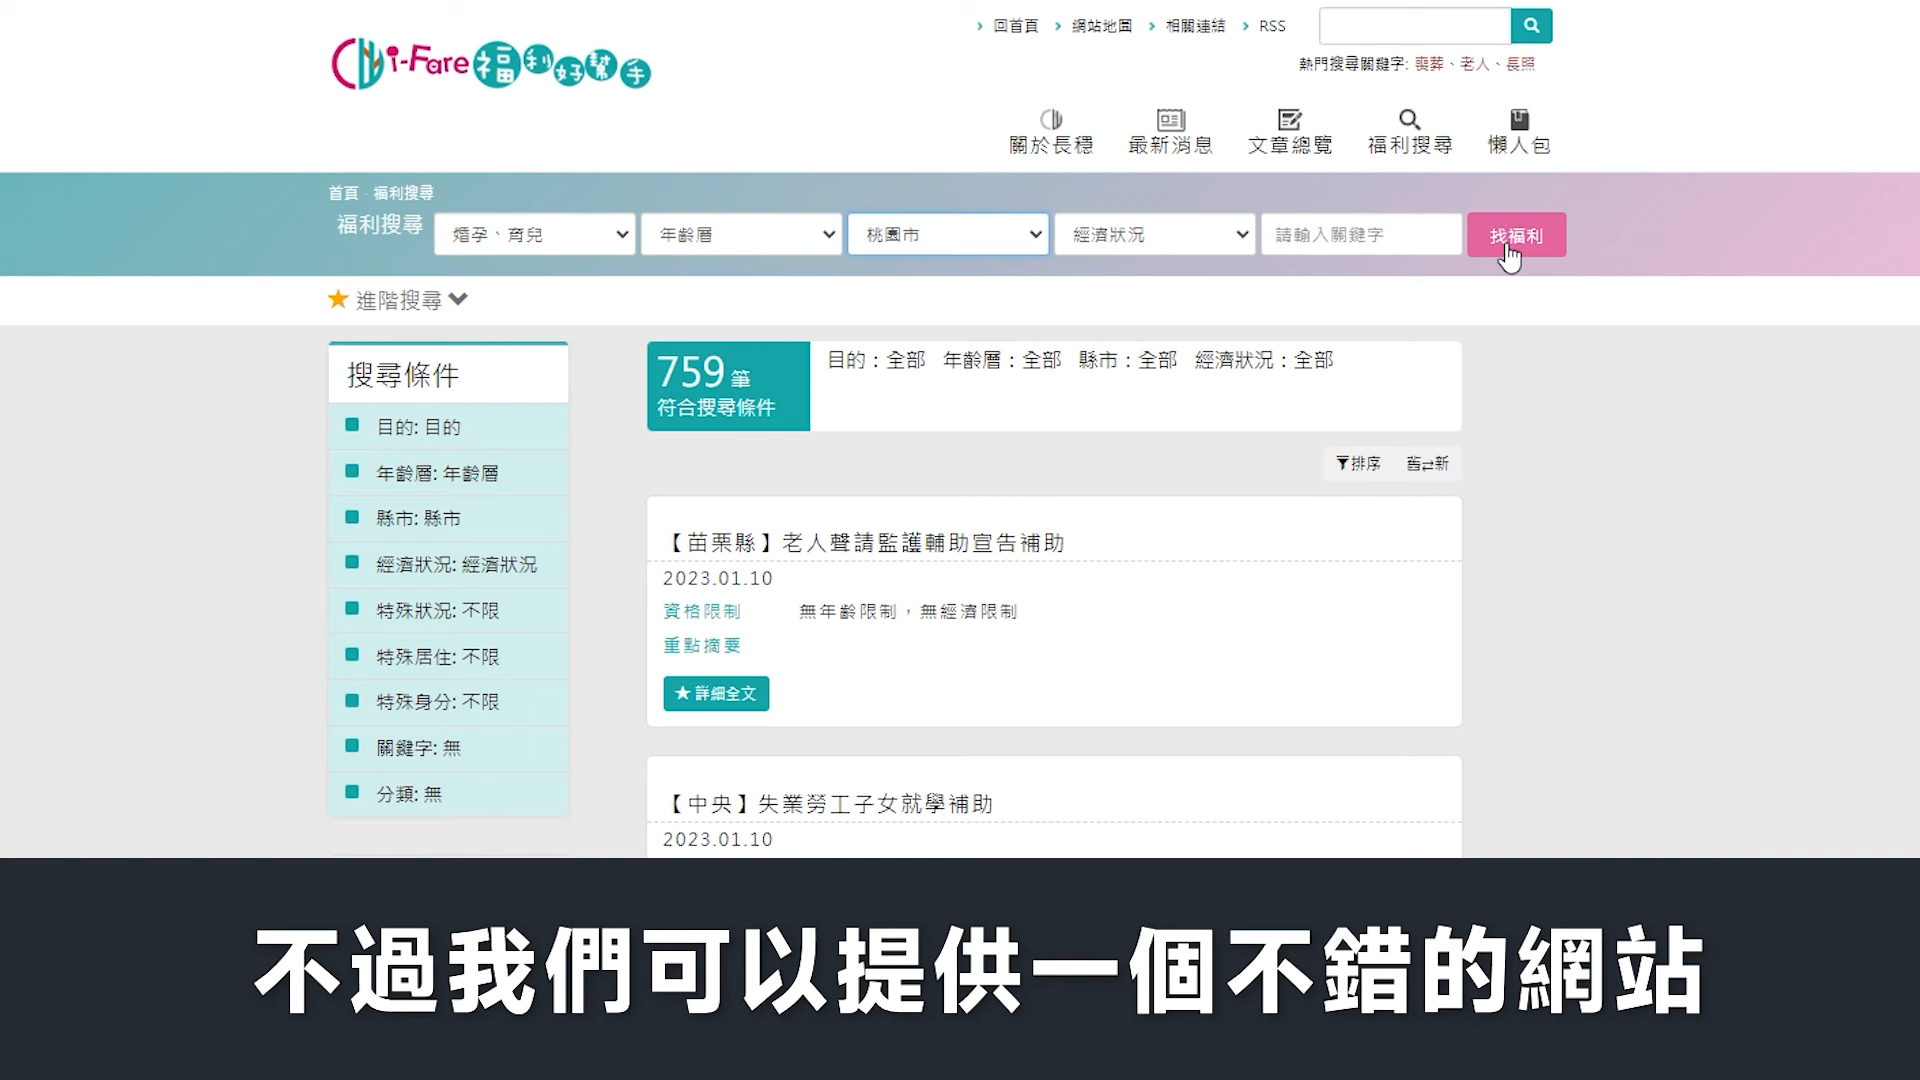 回首頁 網站地圖 相關連結 RSS
i-Fare 福利好幫手
熱門搜尋關鍵字: 喪葬、老人、長照
關於長穩 最新消息 文章總覽 福利搜尋 懶人包
首頁 福利搜尋
福利搜尋 婚孕、育兒 年齡層 桃園市 經濟狀況 請輸入關鍵字 找福利
進階搜尋
搜尋條件
目的: 目的
年齡層: 年齡層
縣市: 縣市
經濟狀況: 經濟狀況
特殊狀況: 不限
特殊居住: 不限
特殊身分: 不限
關鍵字: 無
分類: 無
759 筆
符合搜尋條件
目的：全部 年齡層：全部 縣市：全部 經濟狀況：全部
排序 舊⇄新
【苗栗縣】老人聲請監護輔助宣告補助
2023.01.10
資格限制 無年齡限制，無經濟限制
重點摘要
詳細全文
【中央】失業勞工子女就學補助
2023.01.10
不過我們可以提供一個不錯的網站